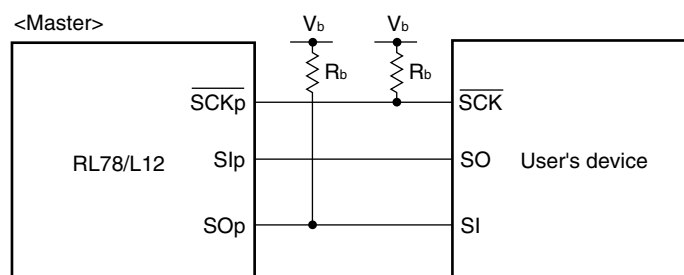 <Master>
Vb Vb
Rb Rb
SCKp SCK
RL78/L12 SIp SO User's device
SOp SI